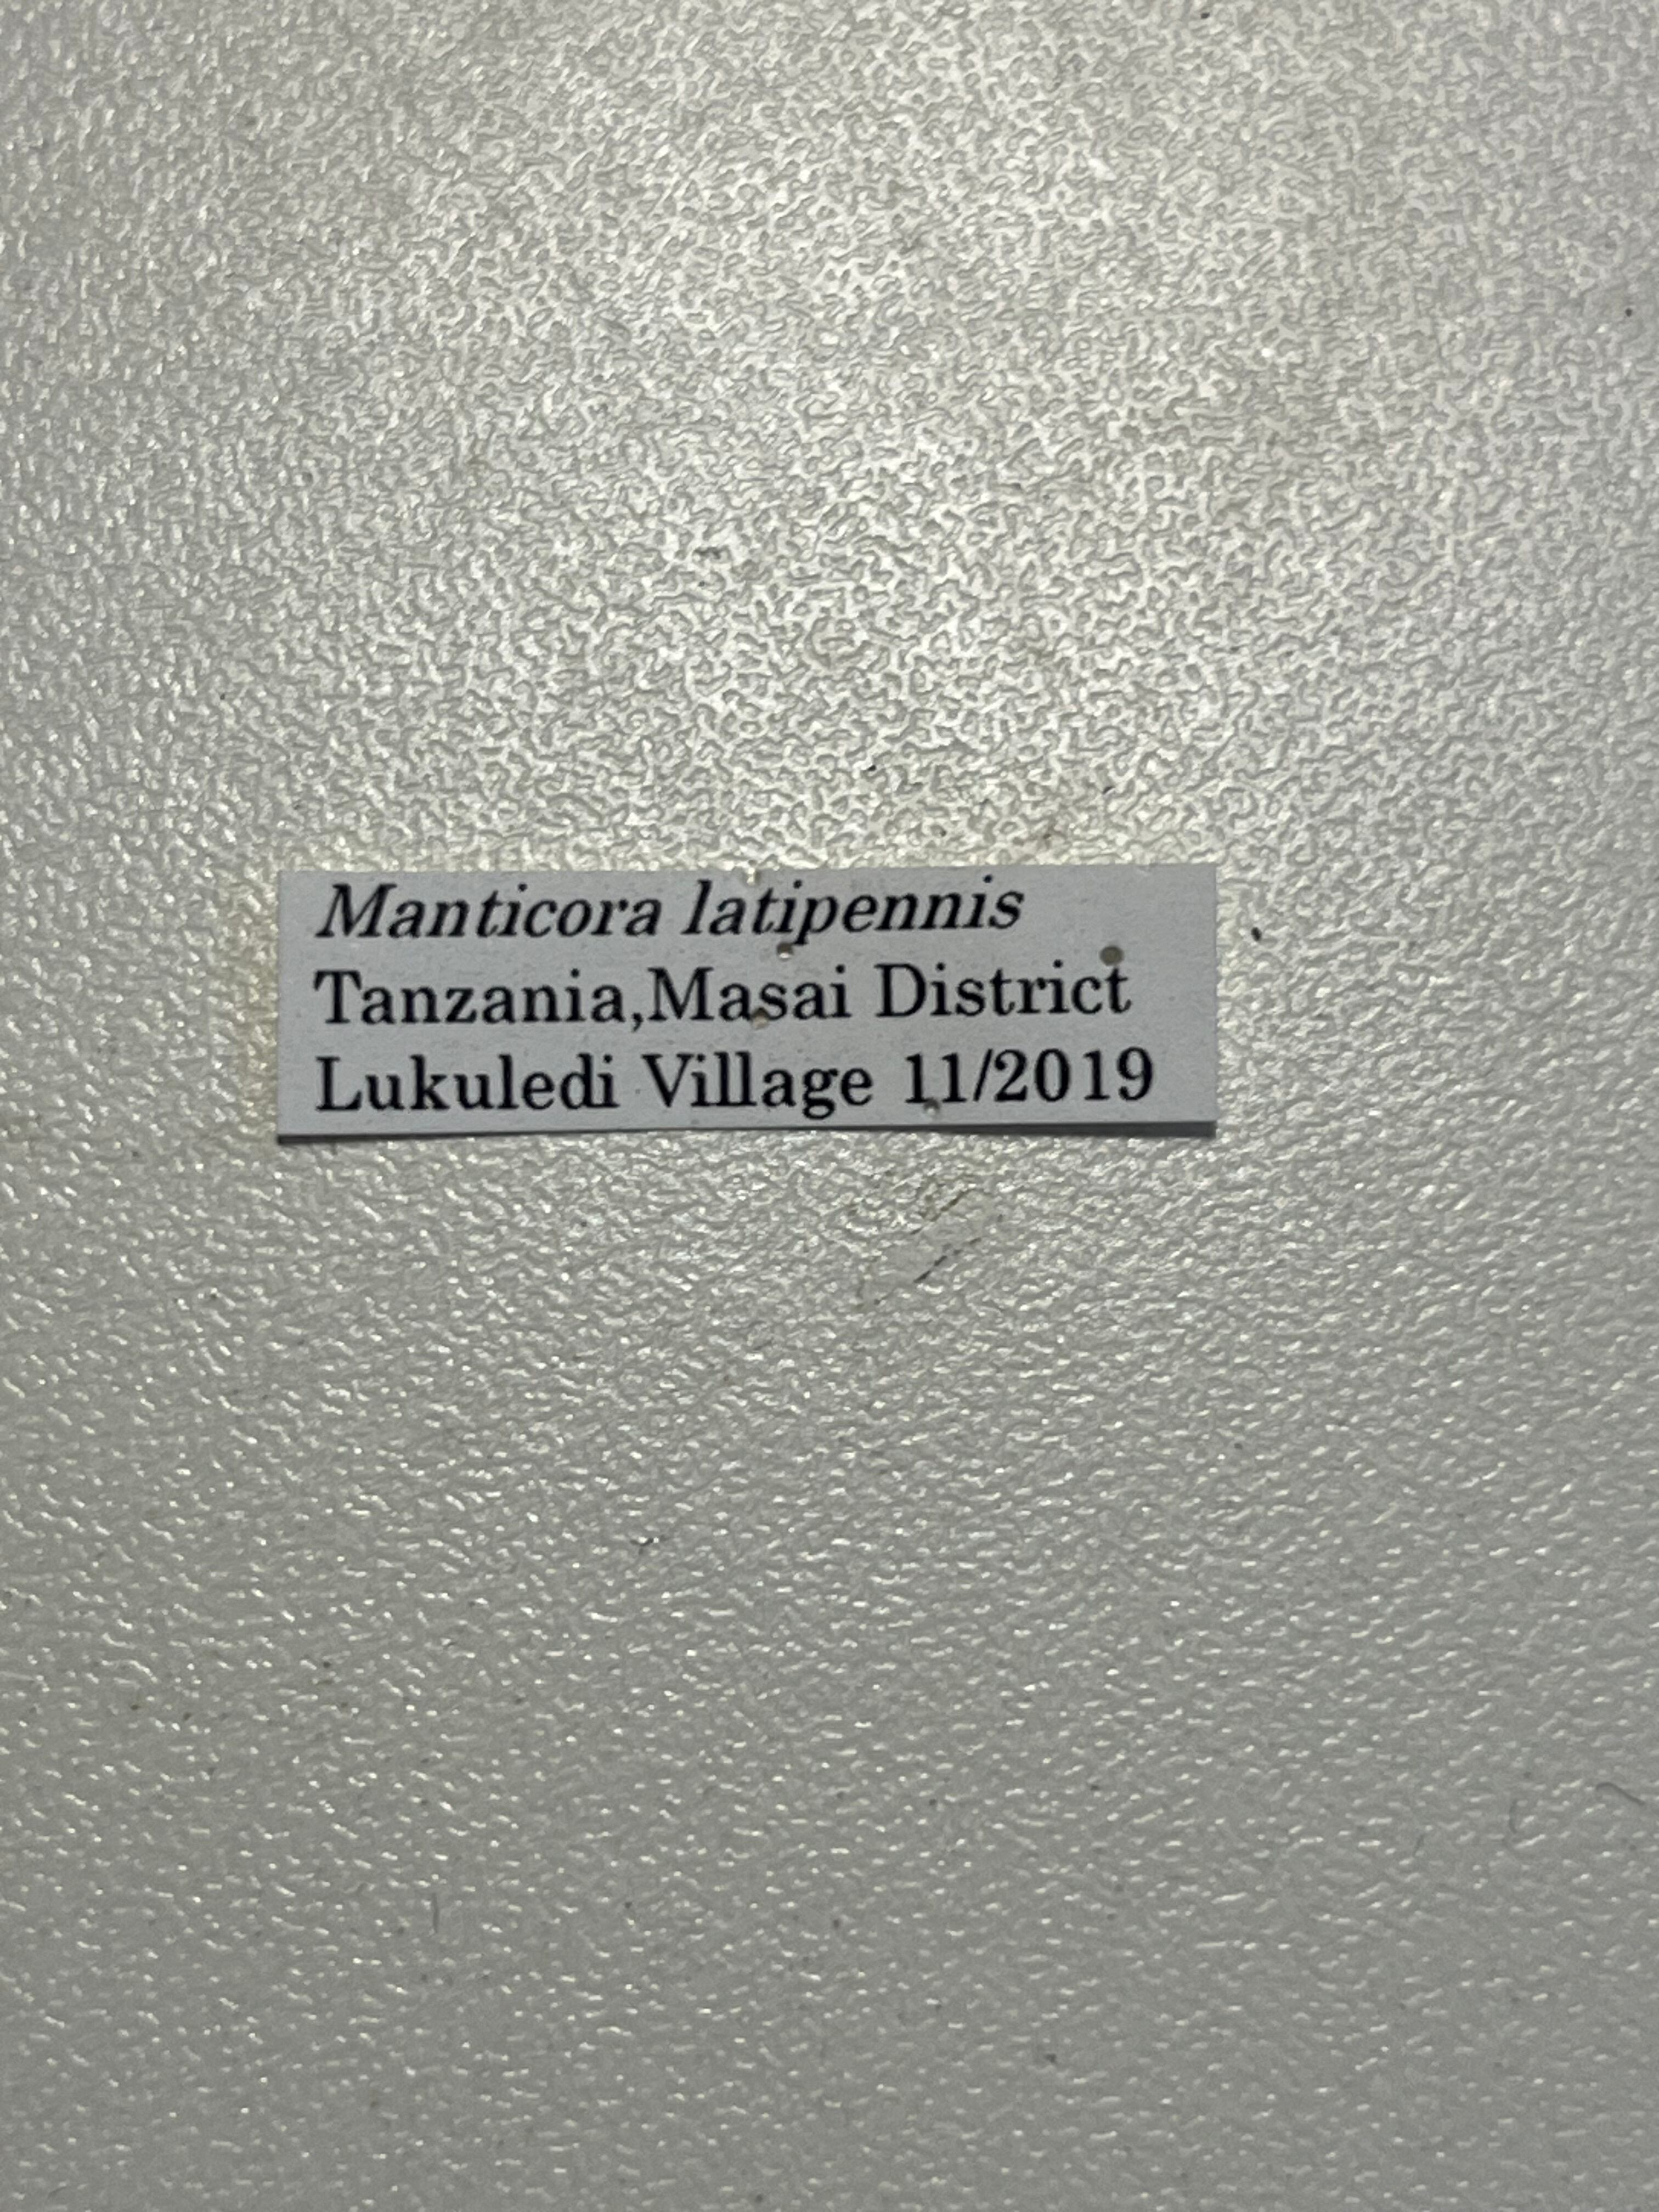 Manticora latipennis
Tanzania,Masai District
Lukuledi Village 11/2019